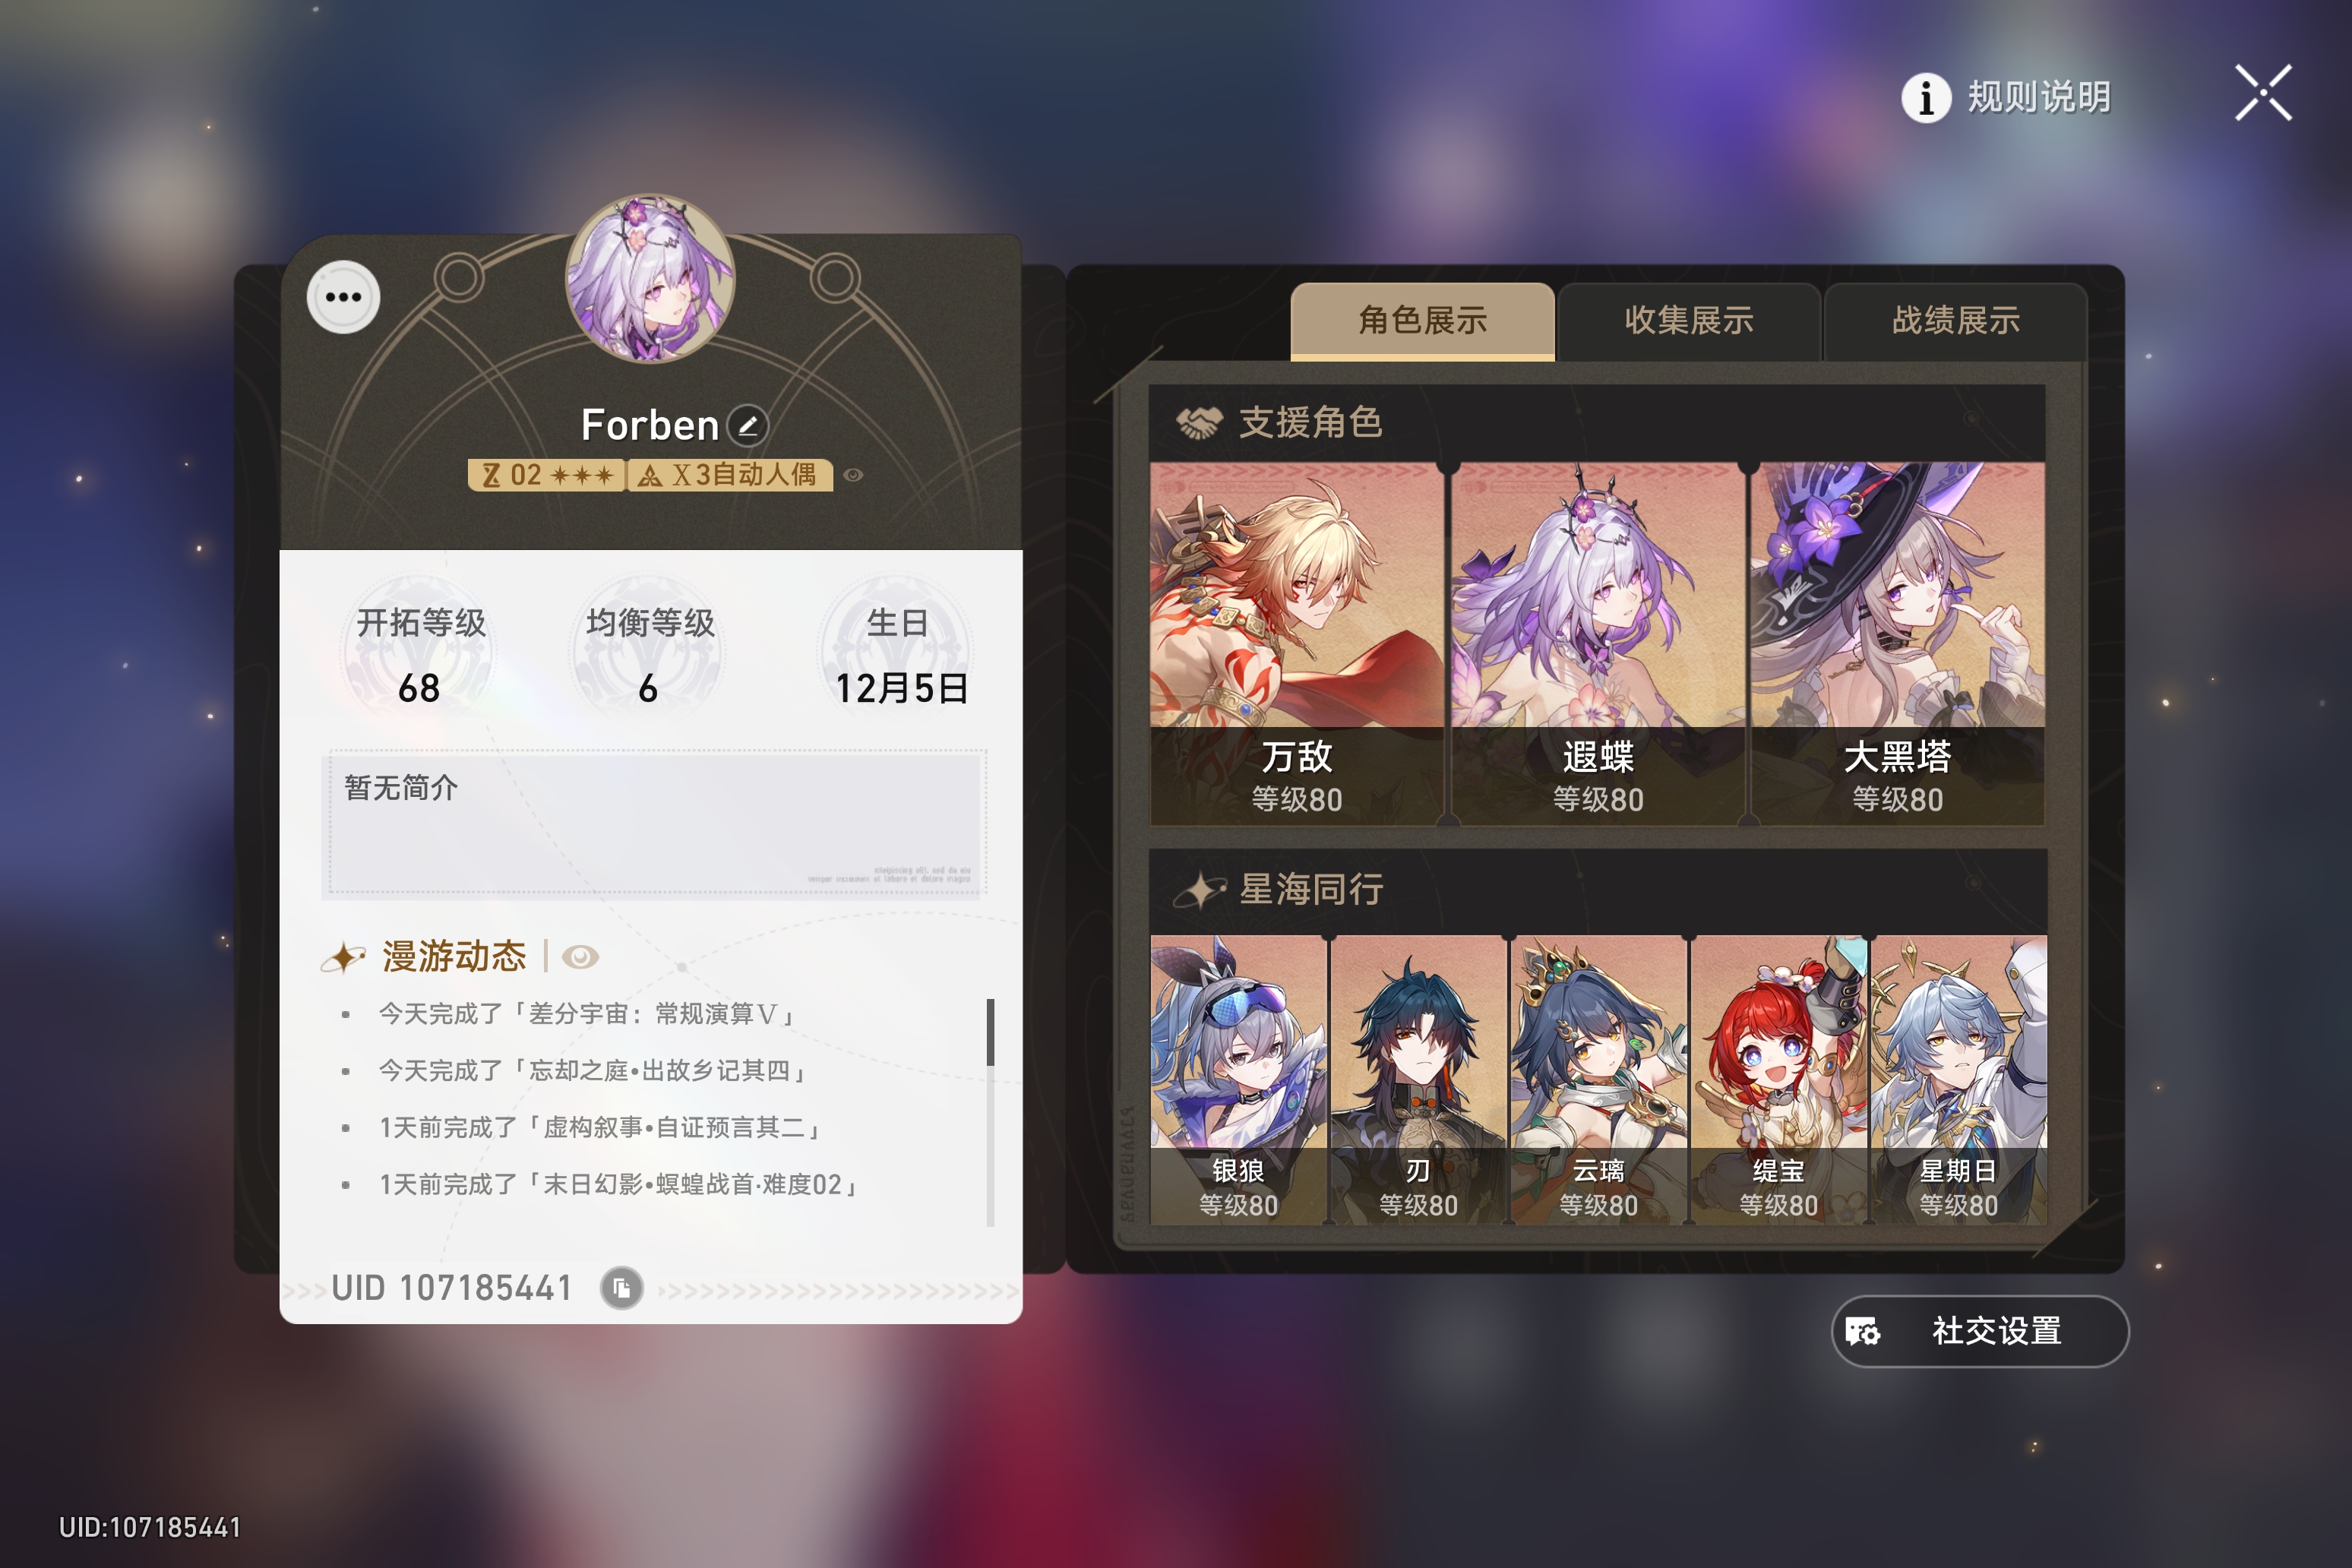 规则说明
Forben
02 X3自动人偶
开拓等级 均衡等级 生日
68 6 12月5日
暂无简介
漫游动态
今天完成了「差分宇宙：常规演算V」
今天完成了「忘却之庭•出故乡记其四」
1天前完成了「虚构叙事•自证预言其二」
1天前完成了「末日幻影•螟蝗战首·难度02」
UID 107185441
角色展示 收集展示 战绩展示
支援角色
万敌 遐蝶 大黑塔
等级80 等级80 等级80
星海同行
银狼 刃 云璃 缇宝 星期日
等级80 等级80 等级80 等级80 等级80
社交设置
UID:107185441